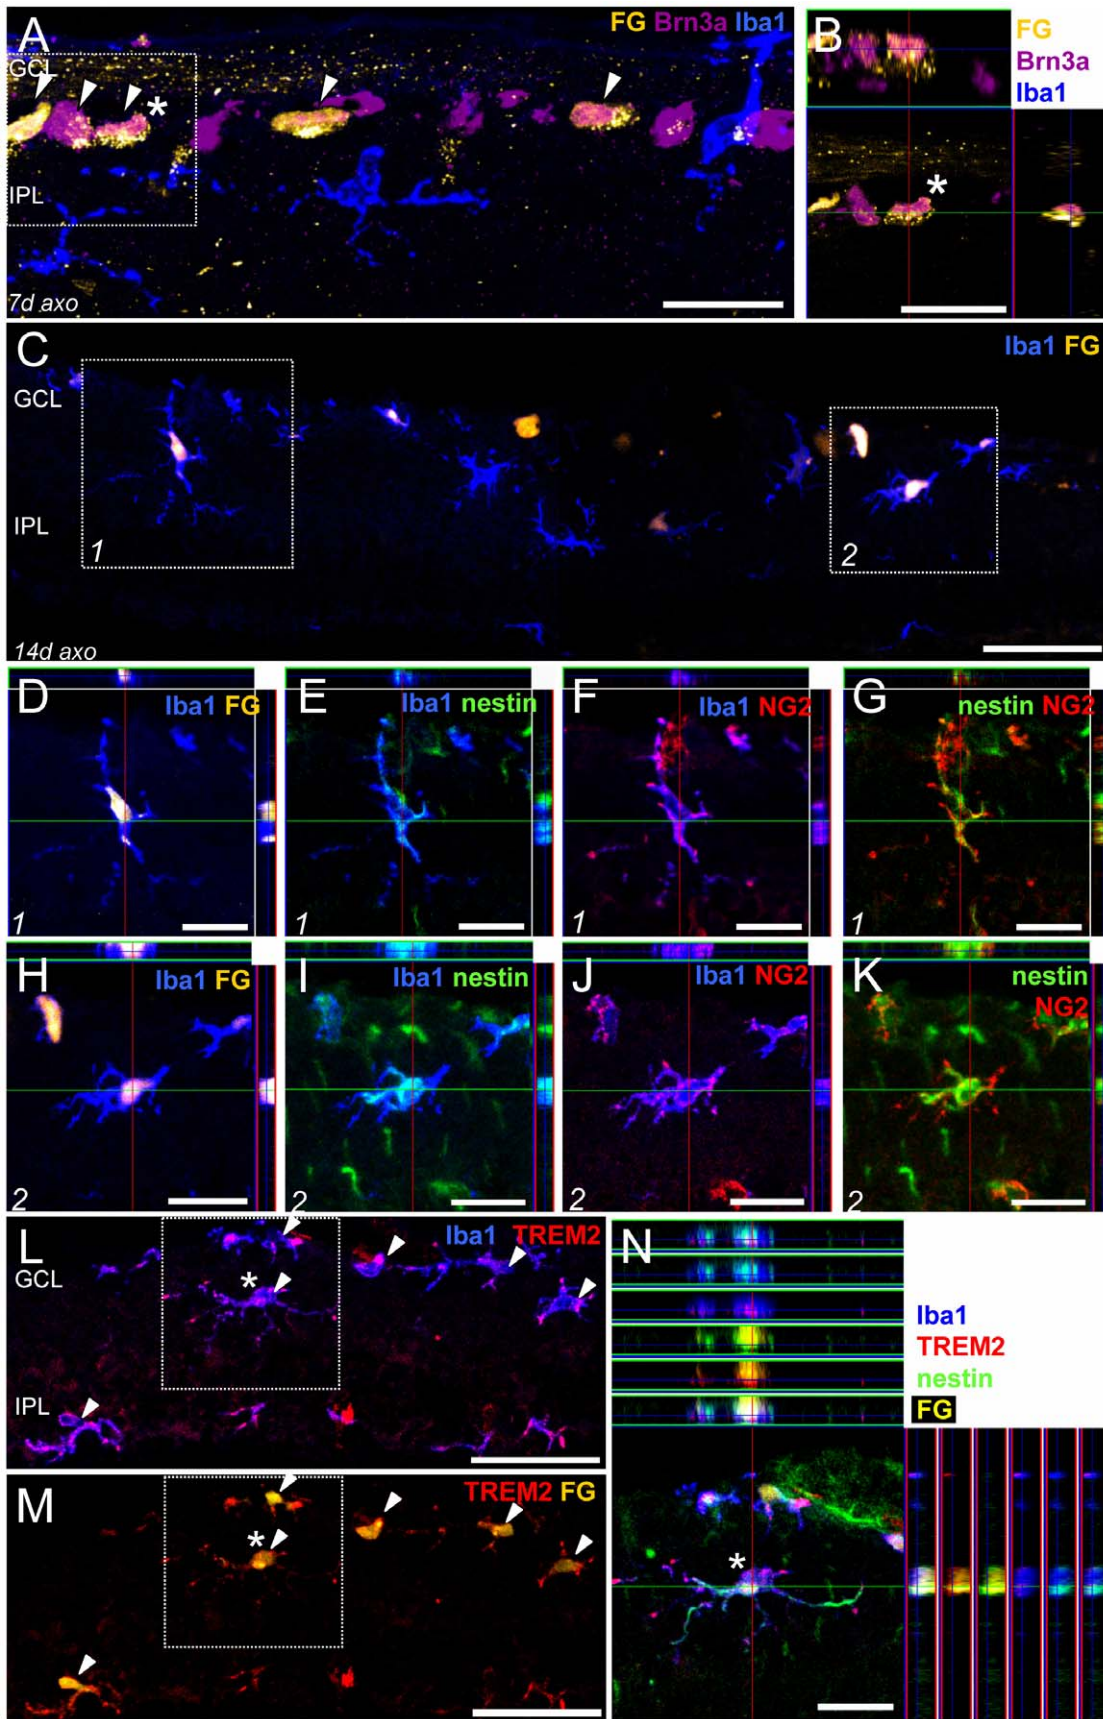 A
FG Brn3a Iba1
GCL
*
IPL
7d axo
B
FG
Brn3a
Iba1
*
C
Iba1 FG
GCL
IPL
1
2
14d axo
D
Iba1 FG
1
E
Iba1 nestin
1
F
Iba1 NG2
1
G
nestin NG2
1
H
Iba1 FG
2
I
Iba1 nestin
2
J
Iba1 NG2
2
K
nestin
NG2
2
L
Iba1 TREM2
GCL
*
IPL
M
TREM2 FG
*
N
Iba1
TREM2
nestin
FG
*